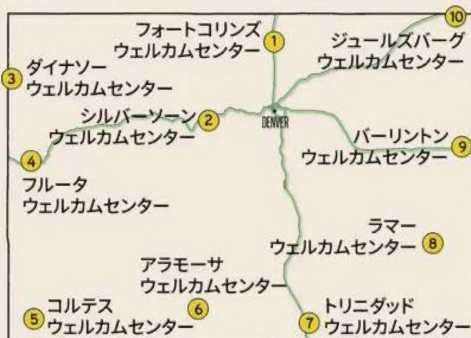 10
フォートコリンズ
ウェルカムセンター
1
ジュールズバーグ
ウェルカムセンター
3
ダイナソー
ウェルカムセンター
シルバーソーン
ウェルカムセンター
2
DENVER
バーリントン
ウェルカムセンター
9
4
フルータ
ウェルカムセンター
ラマー
ウェルカムセンター
8
アラモーサ
ウェルカムセンター
6
5
コルテス
ウェルカムセンター
7
トリニダッド
ウェルカムセンター